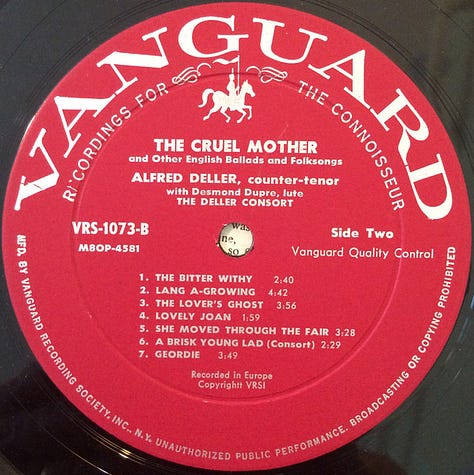 VANGUARD
RECORDINGS FOR THE CONNOISSEUR
THE CRUEL MOTHER
and Other English Ballads and Folksongs
ALFRED DELLER, counter-tenor
with Desmond Dupre, lute
THE DELLER CONSORT
VRS-1073-B
Side Two
M8OP-4581
Vanguard Quality Control
was
ne,
so
1. THE BITTER WITHY 2:40
2. LANG A-GROWING 4:42
3. THE LOVER'S GHOST 3:56
4. LOVELY JOAN 1:59
5. SHE MOVED THROUGH THE FAIR 3:28
6. A BRISK YOUNG LAD (Consort) 2:29
7. GEORDIE 3:49
Recorded in Europe
Copyright VRSI
MFD. BY VANGUARD RECORDING SOCIETY, INC., N.Y. UNAUTHORIZED PUBLIC PERFORMANCE, BROADCASTING OR COPYING PROHIBITED